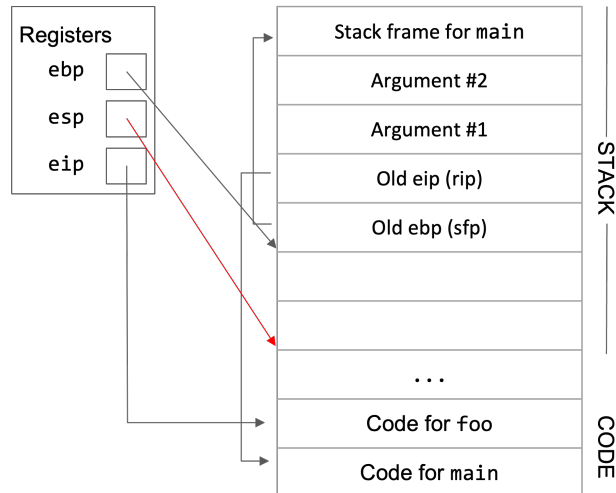 Registers
ebp
esp
eip
Stack frame for main
Argument #2
Argument #1
Old eip (rip)
Old ebp (sfp)
...
Code for foo
Code for main
STACK
CODE